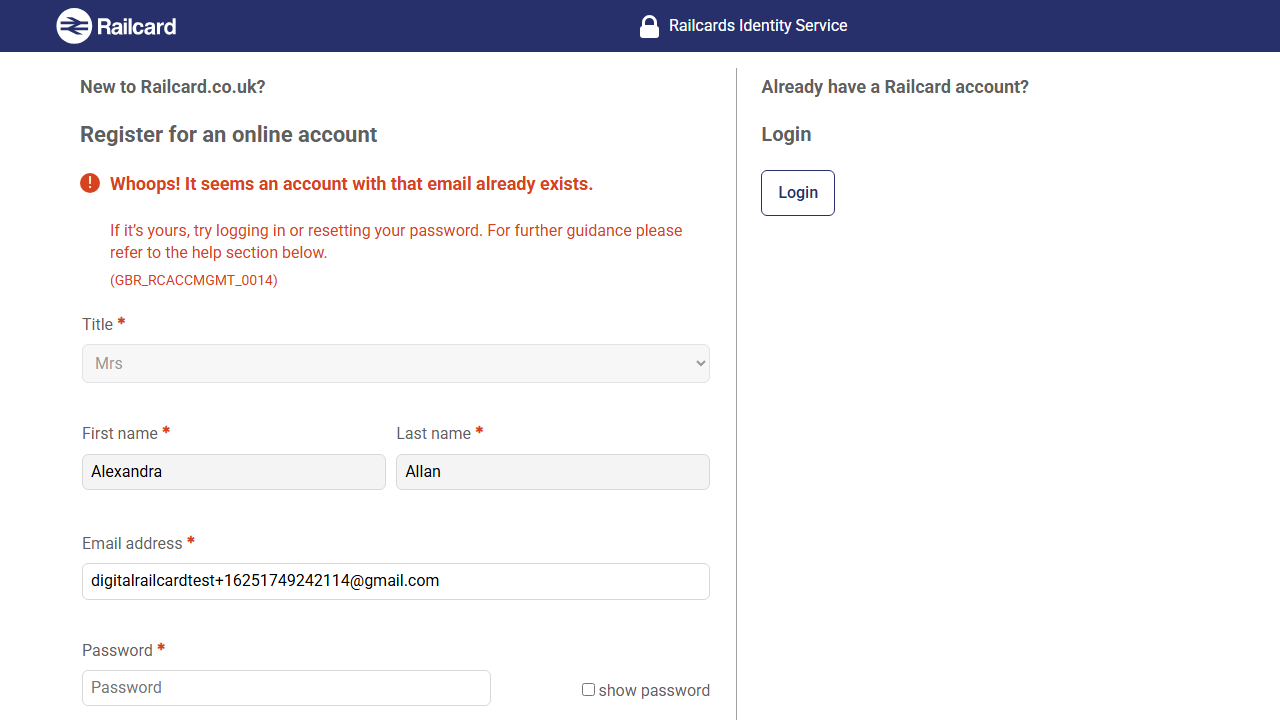 Railcard
Railcards Identity Service
New to Railcard.co.uk?
Register for an online account
Whoops! It seems an account with that email already exists.
If it's yours, try logging in or resetting your password. For further guidance please
refer to the help section below.
(GBR_RCACCMGMT_0014)
Title *
Mrs
First name * Last name *
Alexandra Allan
Email address *
digitalrailcardtest+16251749242114@gmail.com
Password *
Password show password
Already have a Railcard account?
Login
Login